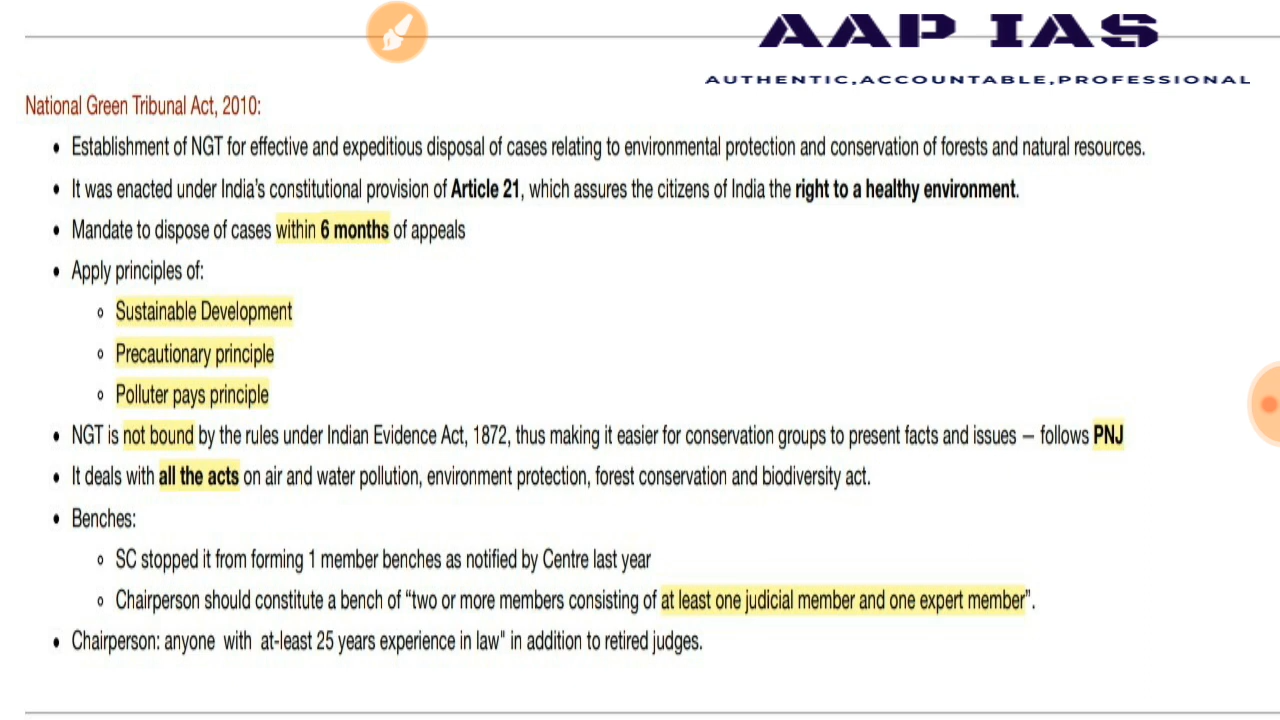 AAP IAS
AUTHENTIC,ACCOUNTABLE,PROFESSIONAL
National Green Tribunal Act, 2010:
• Establishment of NGT for effective and expeditious disposal of cases relating to environmental protection and conservation of forests and natural resources.
• It was enacted under India's constitutional provision of Article 21, which assures the citizens of India the right to a healthy environment.
• Mandate to dispose of cases within 6 months of appeals
• Apply principles of:
◦ Sustainable Development
◦ Precautionary principle
◦ Polluter pays principle
• NGT is not bound by the rules under Indian Evidence Act, 1872, thus making it easier for conservation groups to present facts and issues – follows PNJ
• It deals with all the acts on air and water pollution, environment protection, forest conservation and biodiversity act.
• Benches:
◦ SC stopped it from forming 1 member benches as notified by Centre last year
◦ Chairperson should constitute a bench of “two or more members consisting of at least one judicial member and one expert member”.
• Chairperson: anyone with at-least 25 years experience in law" in addition to retired judges.